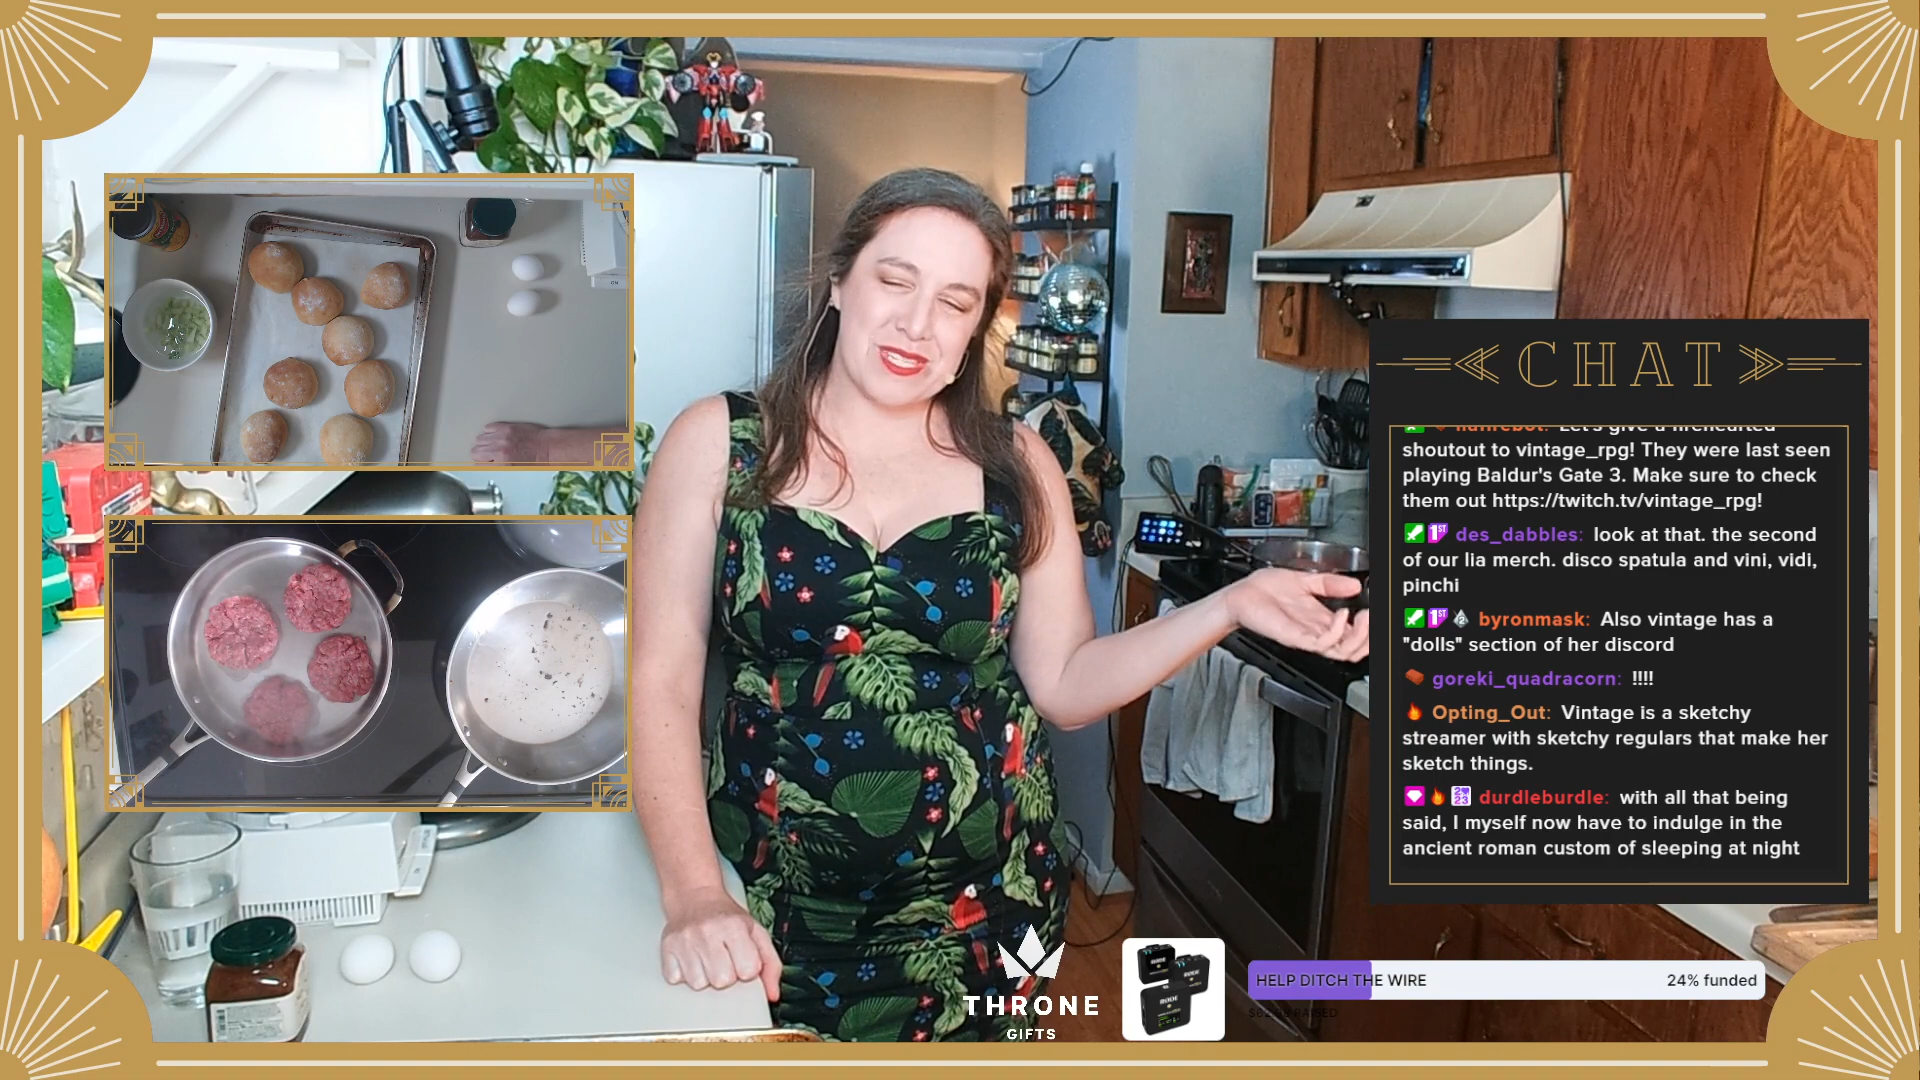 CHAT
shoutout to vintage_rpg! They were last seen
playing Baldur's Gate 3. Make sure to check
them out https://twitch.tv/vintage_rpg!
des_dabbles: look at that. the second
of our lia merch. disco spatula and vini, vidi,
pinchi
byronmask: Also vintage has a
"dolls" section of her discord
goreki_quadracorn: !!!!
Opting_Out: Vintage is a sketchy
streamer with sketchy regulars that make her
sketch things.
durdleburdle: with all that being
said, I myself now have to indulge in the
ancient roman custom of sleeping at night
THRONE
GIFTS
RODE
RODE
RODE
HELP DITCH THE WIRE 24% funded